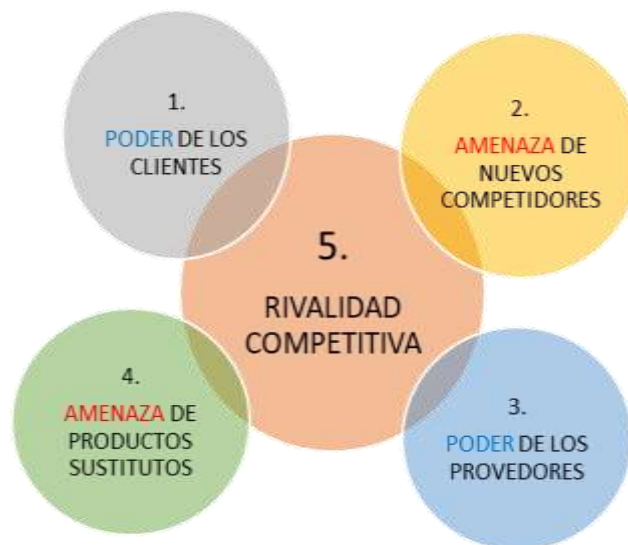 1.
PODER DE LOS
CLIENTES
2.
AMENAZA DE
NUEVOS
COMPETIDORES
5.
RIVALIDAD
COMPETITIVA
4.
AMENAZA DE
PRODUCTOS
SUSTITUTOS
3.
PODER DE LOS
PROVEDORES